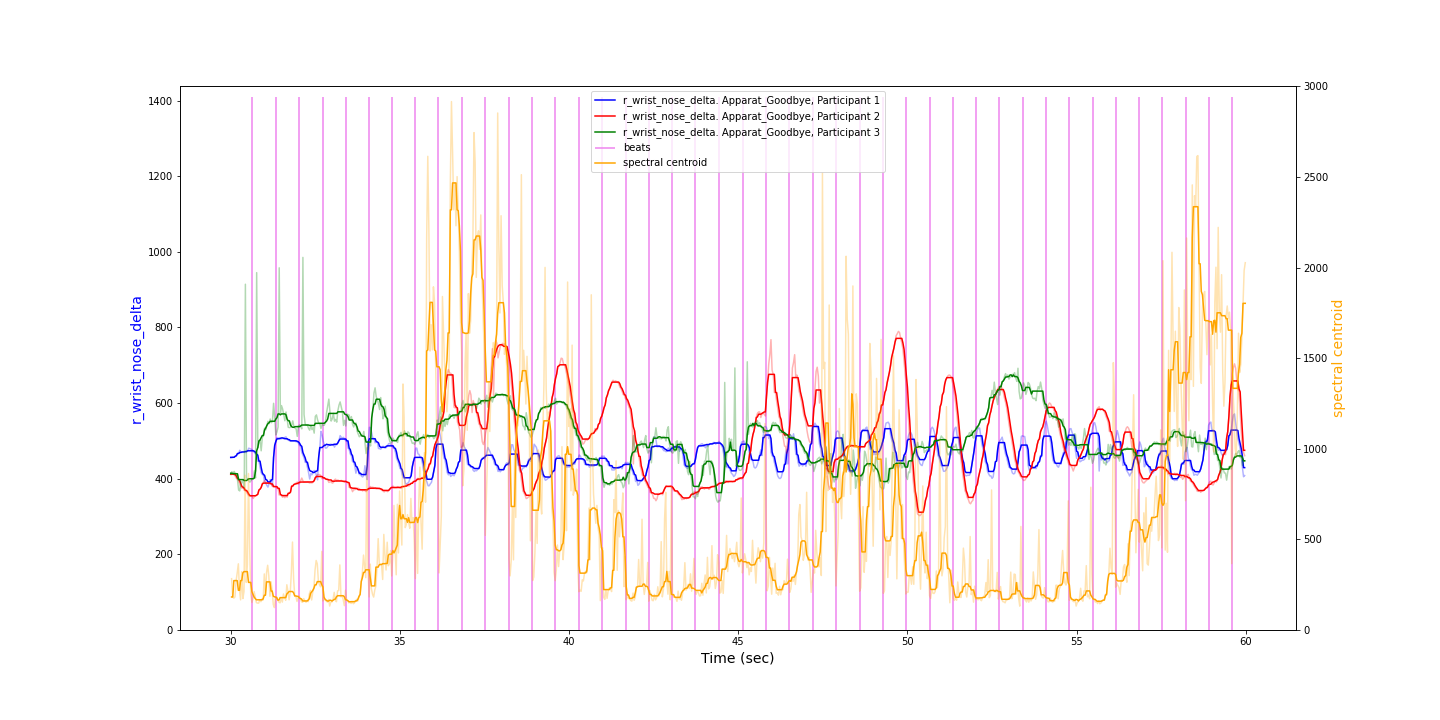 r_wrist_nose_delta. Apparat_Goodbye, Participant 1
r_wrist_nose_delta. Apparat_Goodbye, Participant 2
r_wrist_nose_delta. Apparat_Goodbye, Participant 3
beats
spectral centroid
r_wrist_nose_delta
1400
1200
1000
800
600
400
200
0
3000
2500
2000
1500
1000
500
0
spectral centroid
30
35
40
45
50
55
60
Time (sec)